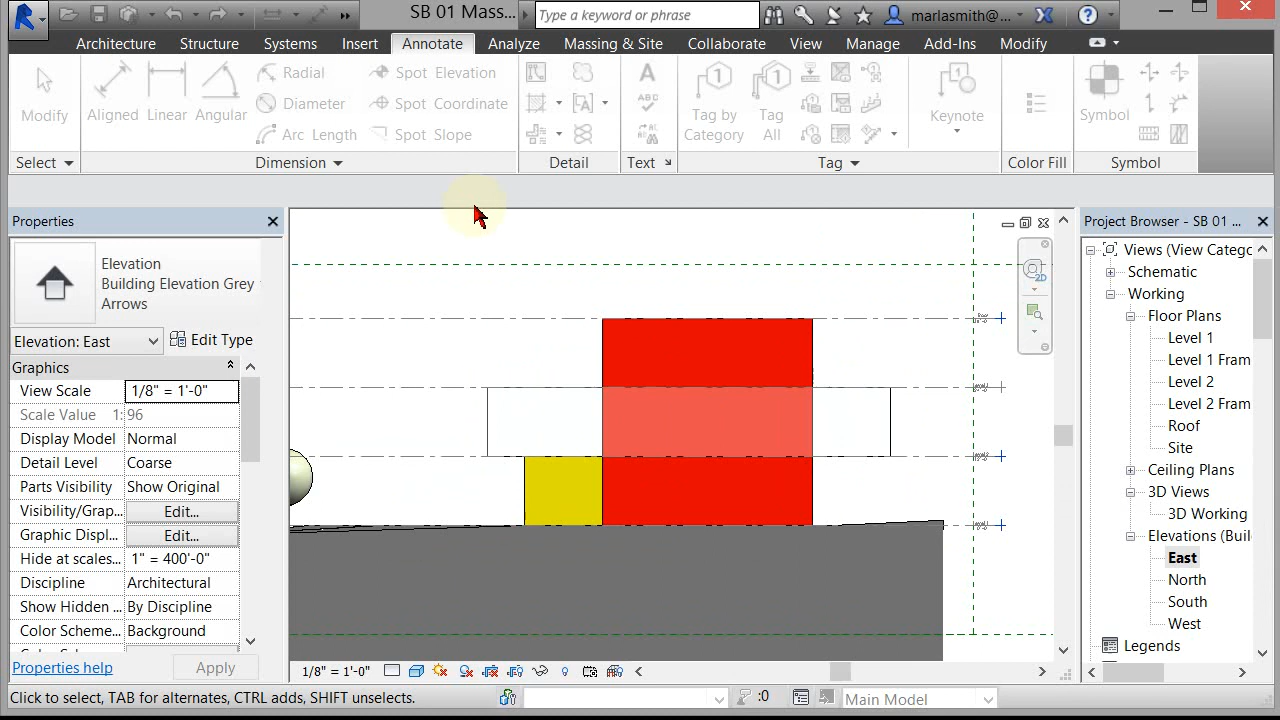 SB 01 Mass...
Type a keyword or phrase
marlasmith@...
Architecture Structure Systems Insert Annotate Analyze Massing & Site Collaborate View Manage Add-Ins Modify
Modify
Aligned Linear Angular
Radial
Diameter
Arc Length
Spot Elevation
Spot Coordinate
Spot Slope
A
ABC
Tag by
Category
Tag
All
Keynote
Symbol
Select Dimension Detail Text Tag Color Fill Symbol
Properties
Elevation
Building Elevation Grey
Arrows
Elevation: East
Edit Type
Graphics
View Scale 1/8" = 1'-0"
Scale Value 1: 96
Display Model Normal
Detail Level Coarse
Parts Visibility Show Original
Visibility/Grap... Edit...
Graphic Displ... Edit...
Hide at scales... 1" = 400'-0"
Discipline Architectural
Show Hidden ... By Discipline
Color Scheme... Background
Properties help
Apply
2D
Project Browser - SB 01 ...
Views (View Catego
Schematic
Working
Floor Plans
Level 1
Level 1 Fram
Level 2
Level 2 Fram
Roof
Site
Ceiling Plans
3D Views
3D Working
Elevations (Buil
East
North
South
West
Legends
1/8" = 1'-0"
Click to select, TAB for alternates, CTRL adds, SHIFT unselects.
:0
Main Model